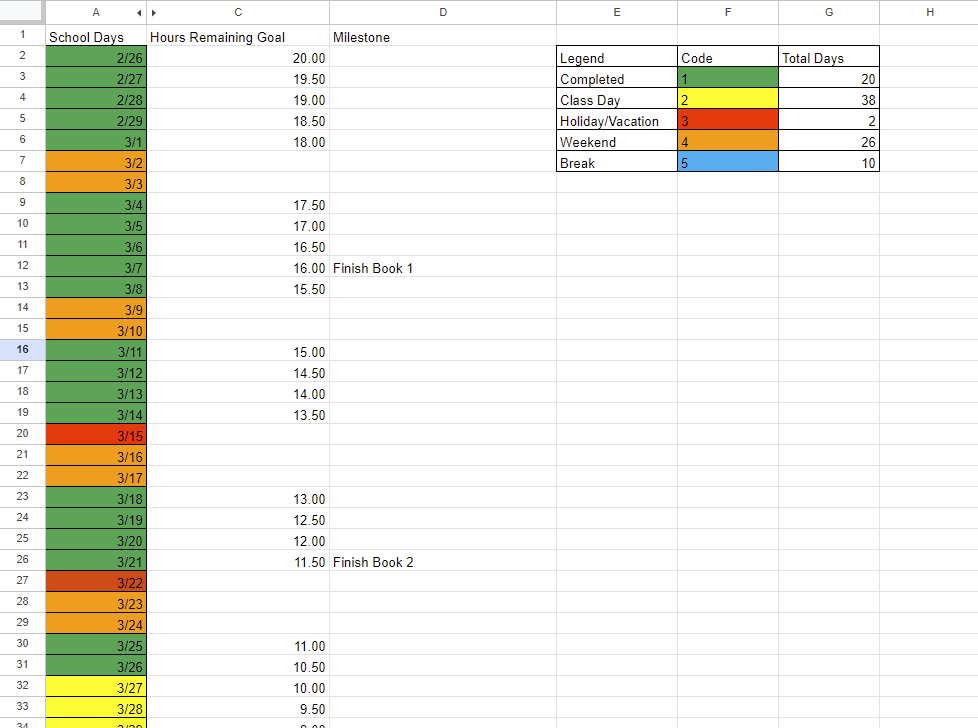 A C D E F G H
1 School Days Hours Remaining Goal Milestone
2 2/26 20.00 Legend Code Total Days
3 2/27 19.50 Completed 1 20
4 2/28 19.00 Class Day 2 38
5 2/29 18.50 Holiday/Vacation 3 2
6 3/1 18.00 Weekend 4 26
7 3/2 Break 5 10
8 3/3
9 3/4 17.50
10 3/5 17.00
11 3/6 16.50
12 3/7 16.00 Finish Book 1
13 3/8 15.50
14 3/9
15 3/10
16 3/11 15.00
17 3/12 14.50
18 3/13 14.00
19 3/14 13.50
20 3/15
21 3/16
22 3/17
23 3/18 13.00
24 3/19 12.50
25 3/20 12.00
26 3/21 11.50 Finish Book 2
27 3/22
28 3/23
29 3/24
30 3/25 11.00
31 3/26 10.50
32 3/27 10.00
33 3/28 9.50
34 3/29 9.00